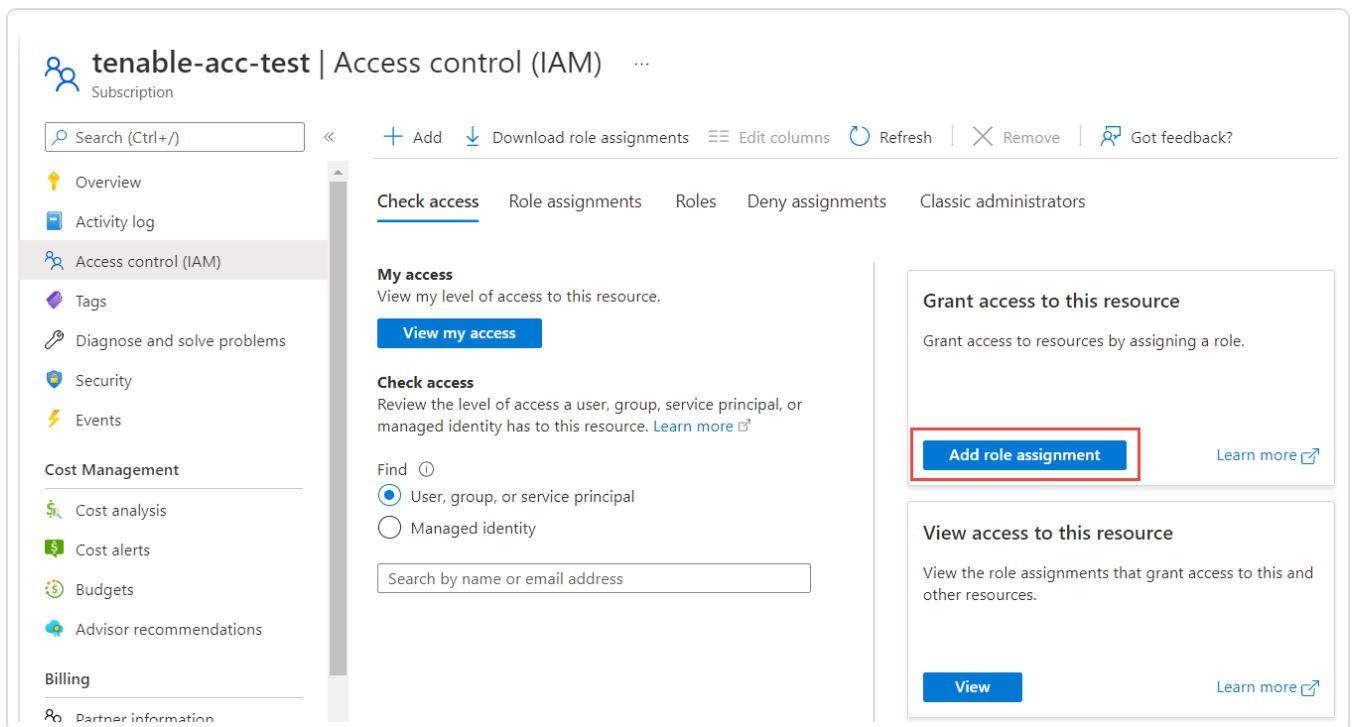 tenable-acc-test | Access control (IAM) ...
Subscription
Search (Ctrl+/)
«
Overview
Activity log
Access control (IAM)
Tags
Diagnose and solve problems
Security
Events
Cost Management
Cost analysis
Cost alerts
Budgets
Advisor recommendations
Billing
Partner information
Add Download role assignments Edit columns Refresh Remove Got feedback?
Check access Role assignments Roles Deny assignments Classic administrators
My access
View my level of access to this resource.
View my access
Check access
Review the level of access a user, group, service principal, or
managed identity has to this resource. Learn more
Find
User, group, or service principal
Managed identity
Search by name or email address
Grant access to this resource
Grant access to resources by assigning a role.
Add role assignment Learn more
View access to this resource
View the role assignments that grant access to this and
other resources.
View Learn more